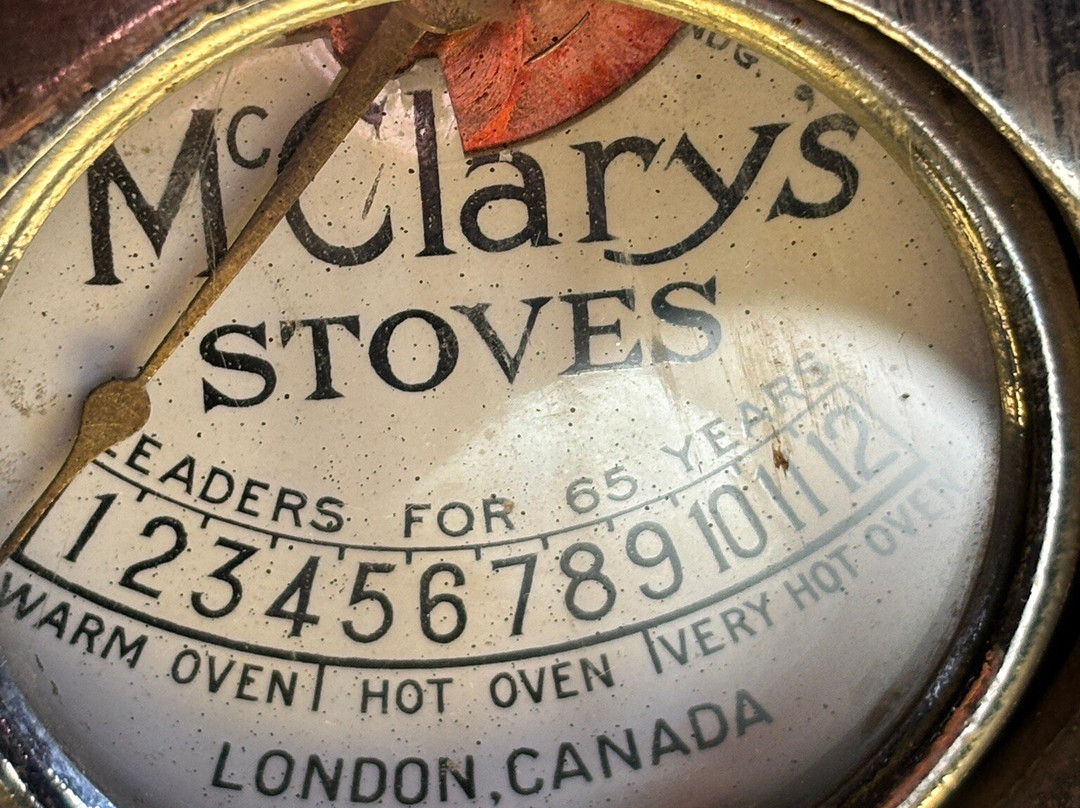 McClary's
STOVES
LEADERS FOR 65 YEARS
1 2 3 4 5 6 7 8 9 10 11 12
WARM OVEN HOT OVEN VERY HOT OVEN
LONDON, CANADA